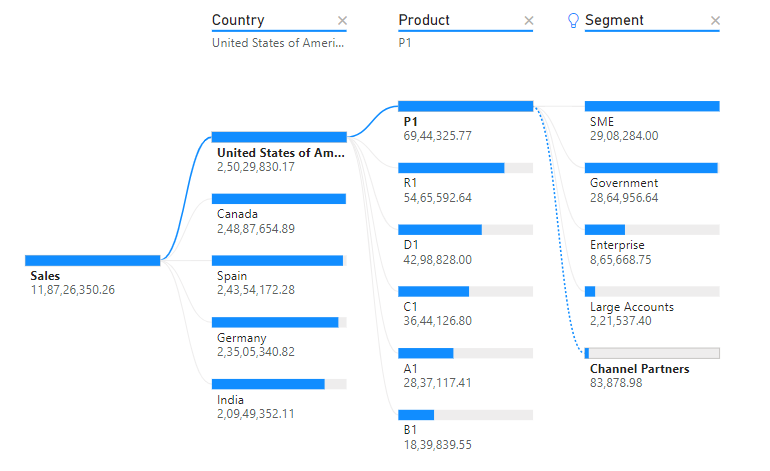 Country ×
United States of Ameri...
Product ×
P1
Segment ×
Sales
11,87,26,350.26
United States of Am...
2,50,29,830.17
Canada
2,48,87,654.89
Spain
2,43,54,172.28
Germany
2,35,05,340.82
India
2,09,49,352.11
P1
69,44,325.77
R1
54,65,592.64
D1
42,98,828.00
C1
36,44,126.80
A1
28,37,117.41
B1
18,39,839.55
SME
29,08,284.00
Government
28,64,956.64
Enterprise
8,65,668.75
Large Accounts
2,21,537.40
Channel Partners
83,878.98